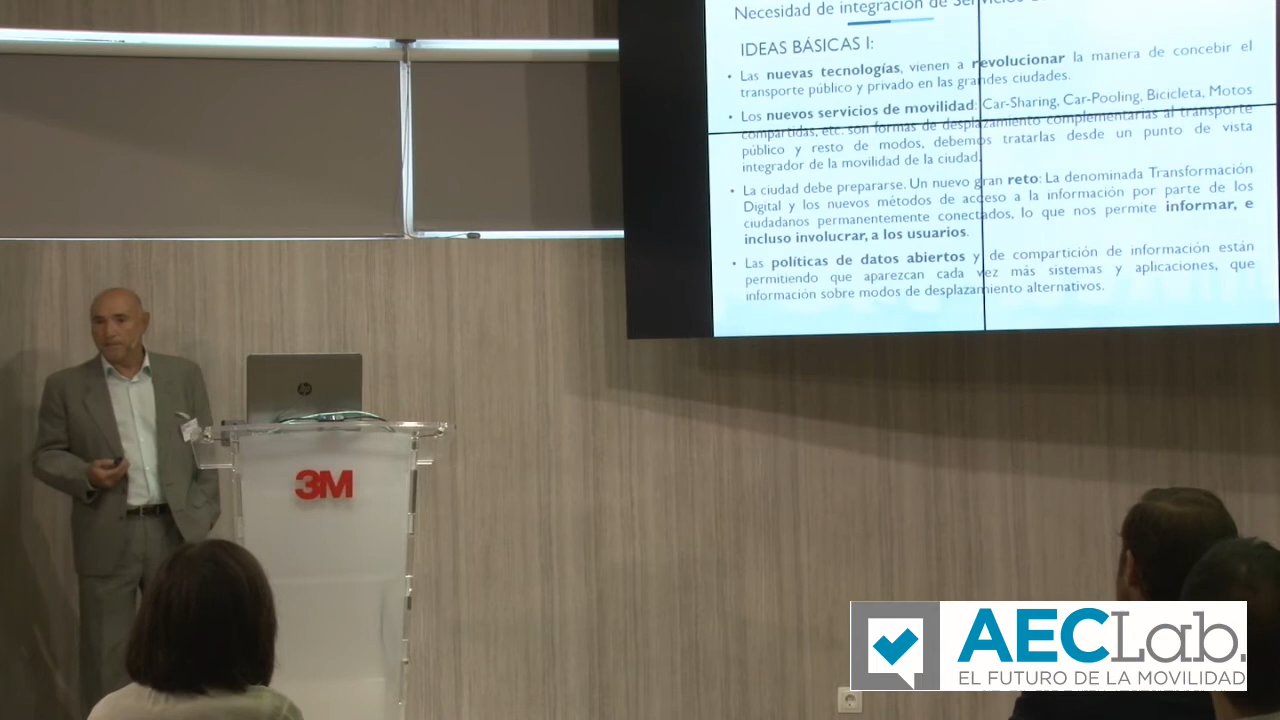 Necesidad de integración de Servicios
IDEAS BÁSICAS I:
• Las nuevas tecnologías, vienen a revolucionar la manera de concebir el
transporte público y privado en las grandes ciudades.
• Los nuevos servicios de movilidad: Car-Sharing, Car-Pooling, Bicicleta, Motos
compartidas, etc. son formas de desplazamiento complementarias al transporte
público y resto de modos, debemos tratarlas desde un punto de vista
integrador de la movilidad de la ciudad.
• La ciudad debe prepararse. Un nuevo gran reto: La denominada Transformación
Digital y los nuevos métodos de acceso a la información por parte de los
ciudadanos permanentemente conectados, lo que nos permite informar, e
incluso involucrar, a los usuarios.
• Las políticas de datos abiertos y de compartición de información están
permitiendo que aparezcan cada vez más sistemas y aplicaciones, que
información sobre modos de desplazamiento alternativos.
hp
3M
AECLab.
EL FUTURO DE LA MOVILIDAD